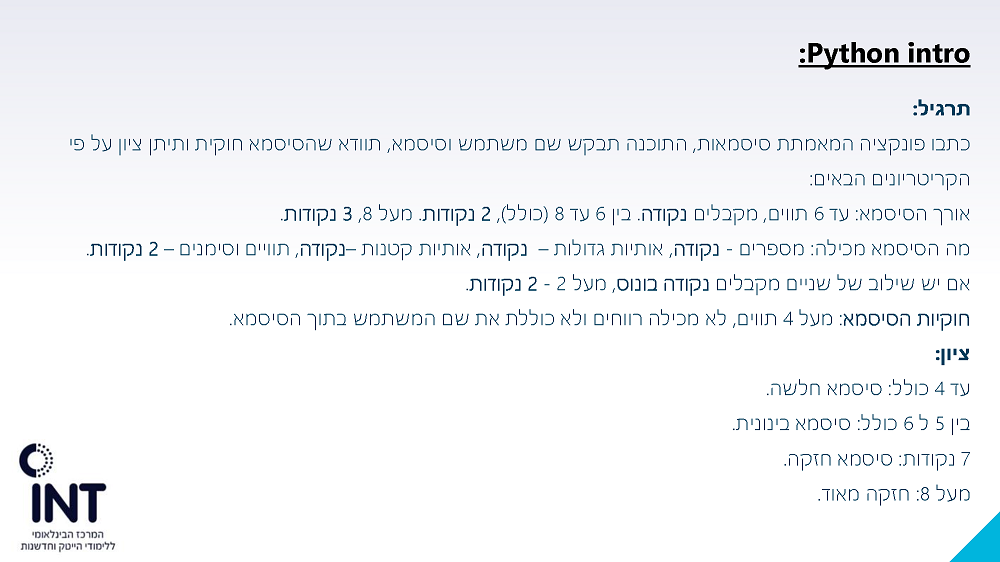 Python intro:
תרגיל:
כתבו פונקציה המאמתת סיסמאות, התוכנה תבקש שם משתמש וסיסמא, תוודא שהסיסמא חוקית ותיתן ציון על פי
הקריטריונים הבאים:
אורך הסיסמא: עד 6 תווים, מקבלים נקודה. בין 6 עד 8 (כולל), 2 נקודות. מעל 8, 3 נקודות.
מה הסיסמא מכילה: מספרים - נקודה, אותיות גדולות – נקודה, אותיות קטנות –נקודה, תוויים וסימנים – 2 נקודות.
אם יש שילוב של שניים מקבלים נקודה בונוס, מעל 2 - 2 נקודות.
חוקיות הסיסמא: מעל 4 תווים, לא מכילה רווחים ולא כוללת את שם המשתמש בתוך הסיסמא.
ציון:
עד 4 כולל: סיסמא חלשה.
בין 5 ל 6 כולל: סיסמא בינונית.
7 נקודות: סיסמא חזקה.
מעל 8: חזקה מאוד.
INT
המרכז הבינלאומי
ללימודי הייטק וחדשנות